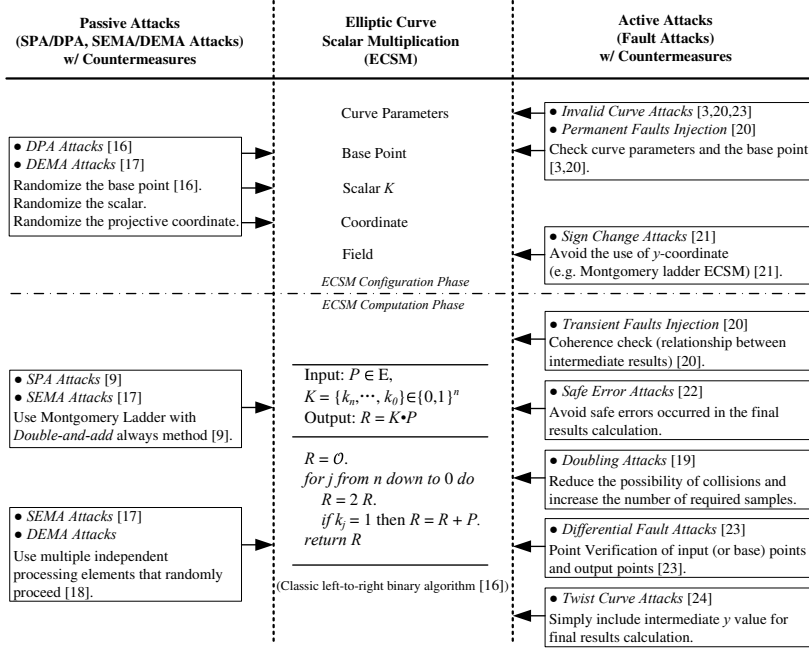 Passive Attacks
(SPA/DPA, SEMA/DEMA Attacks)
w/ Countermeasures
Elliptic Curve
Scalar Multiplication
(ECSM)
Active Attacks
(Fault Attacks)
w/ Countermeasures
● DPA Attacks [16]
● DEMA Attacks [17]
Randomize the base point [16].
Randomize the scalar.
Randomize the projective coordinate.
● SPA Attacks [9]
● SEMA Attacks [17]
Use Montgomery Ladder with
Double-and-add always method [9].
● SEMA Attacks [17]
● DEMA Attacks
Use multiple independent
processing elements that randomly
proceed [18].
Curve Parameters
Base Point
Scalar K
Coordinate
Field
ECSM Configuration Phase
ECSM Computation Phase
Input: P ∈ E,
K = {kn,⋯, k0}∈{0,1}^n
Output: R = K•P
R = 𝒪.
for j from n down to 0 do
R = 2 R.
if kj = 1 then R = R + P.
return R
(Classic left-to-right binary algorithm [16])
● Invalid Curve Attacks [3,20,23]
● Permanent Faults Injection [20]
Check curve parameters and the base point
[3,20].
● Sign Change Attacks [21]
Avoid the use of y-coordinate
(e.g. Montgomery ladder ECSM) [21].
● Transient Faults Injection [20]
Coherence check (relationship between
intermediate results) [20].
● Safe Error Attacks [22]
Avoid safe errors occurred in the final
results calculation.
● Doubling Attacks [19]
Reduce the possibility of collisions and
increase the number of required samples.
● Differential Fault Attacks [23]
Point Verification of input (or base) points
and output points [23].
● Twist Curve Attacks [24]
Simply include intermediate y value for
final results calculation.